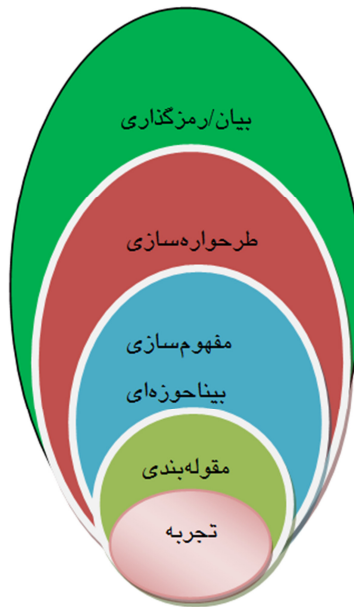 بیان/رمزگذاری
طرحواره‌سازی
مفهوم‌سازی
بیناحوزه‌ای
مقوله‌بندی
تجربه